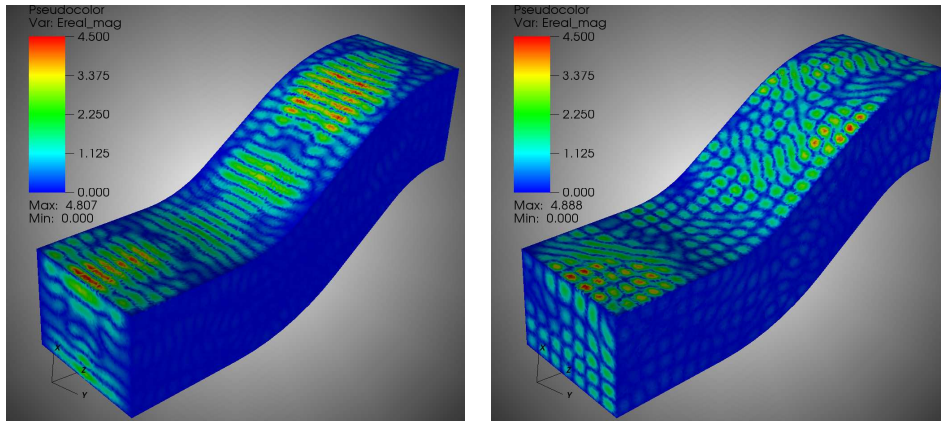 Pseudocolor
Var: Ereal_mag
4.500
3.375
2.250
1.125
0.000
Max: 4.807
Min: 0.000
X
Z
Y
Pseudocolor
Var: Ereal_mag
4.500
3.375
2.250
1.125
0.000
Max: 4.888
Min: 0.000
X
Z
Y